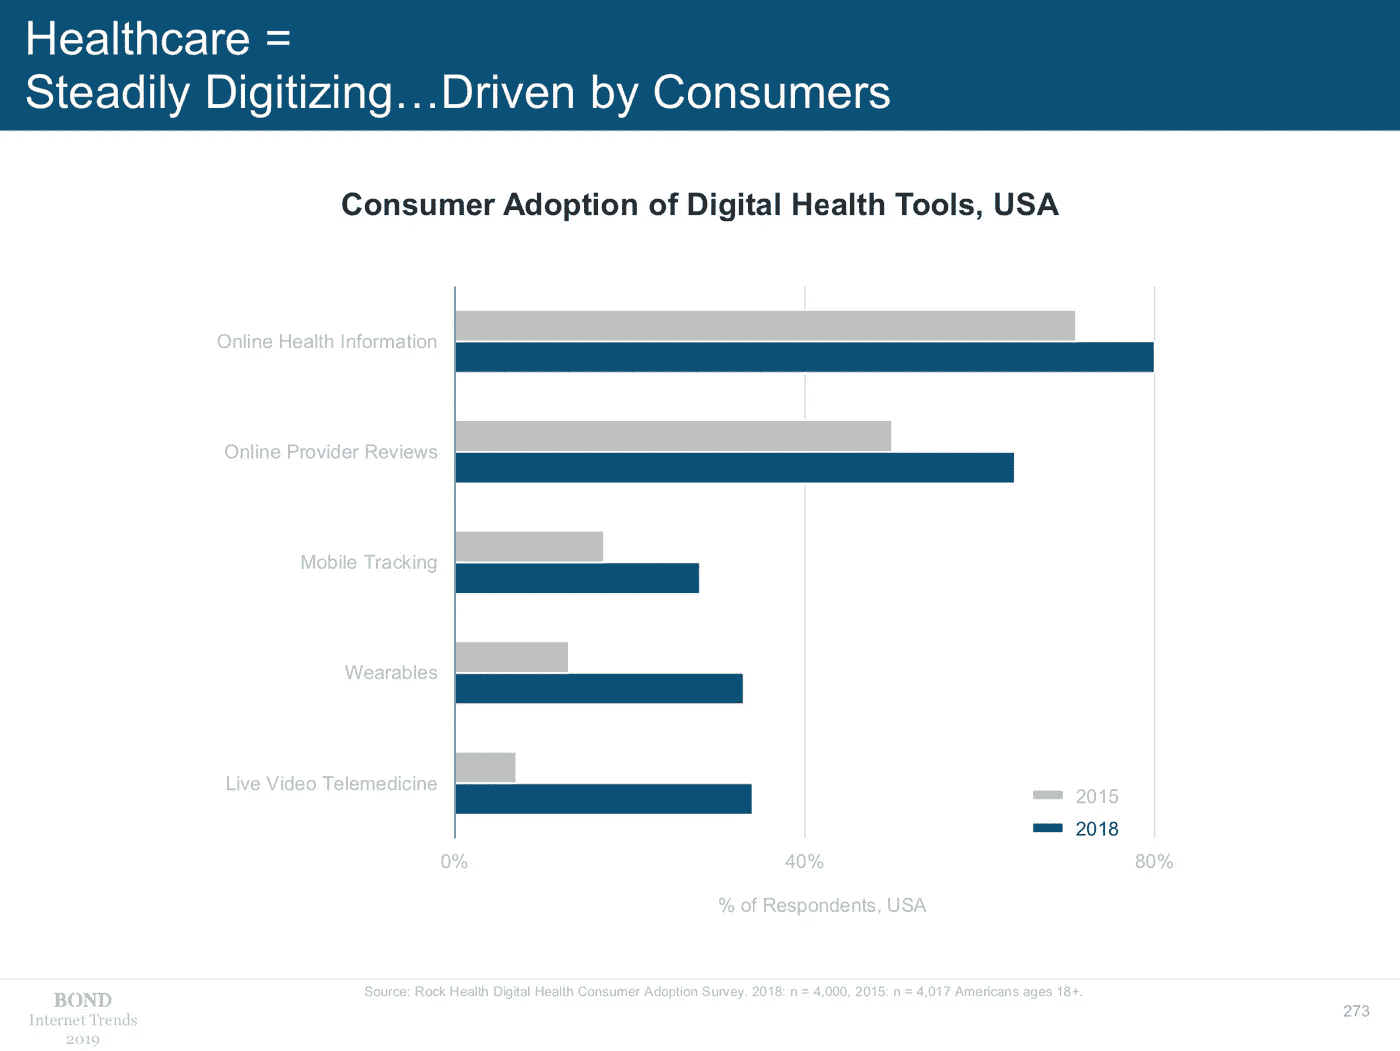 Healthcare =
Steadily Digitizing…Driven by Consumers
Consumer Adoption of Digital Health Tools, USA
Online Health Information
Online Provider Reviews
Mobile Tracking
Wearables
Live Video Telemedicine
2015
2018
0%
40%
80%
% of Respondents, USA
Source: Rock Health Digital Health Consumer Adoption Survey. 2018: n = 4,000, 2015: n = 4,017 Americans ages 18+.
BOND
Internet Trends
2019
273